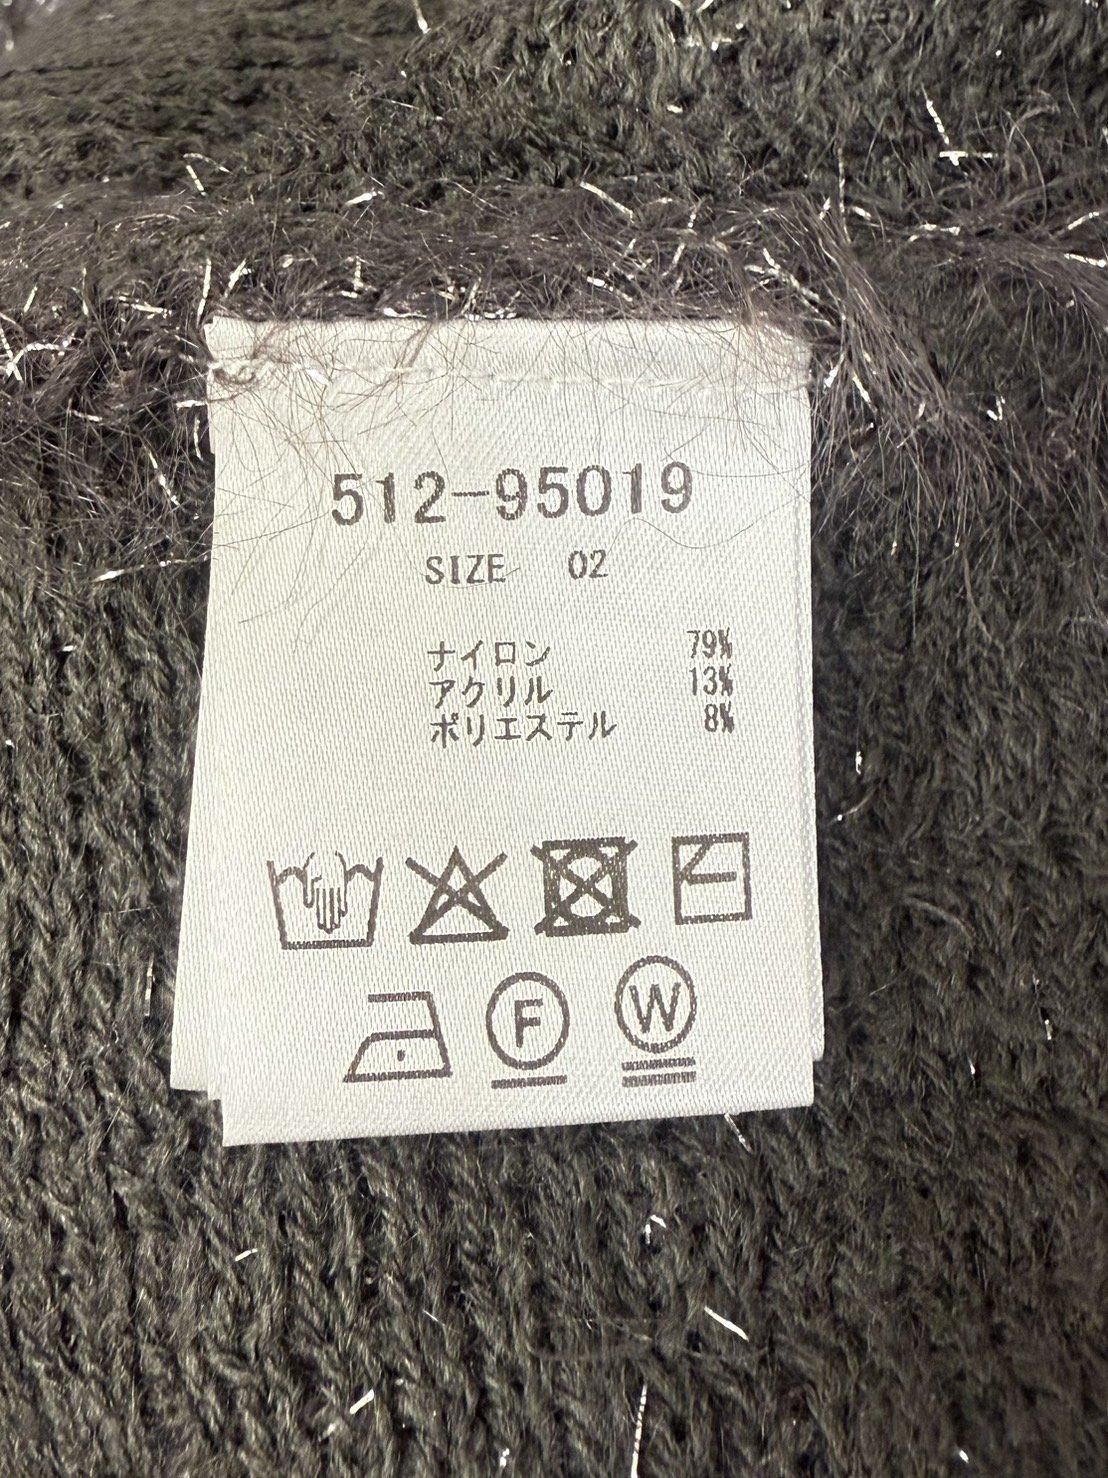 512-95019
SIZE 02
ナイロン 79%
アクリル 13%
ポリエステル 8%
F W